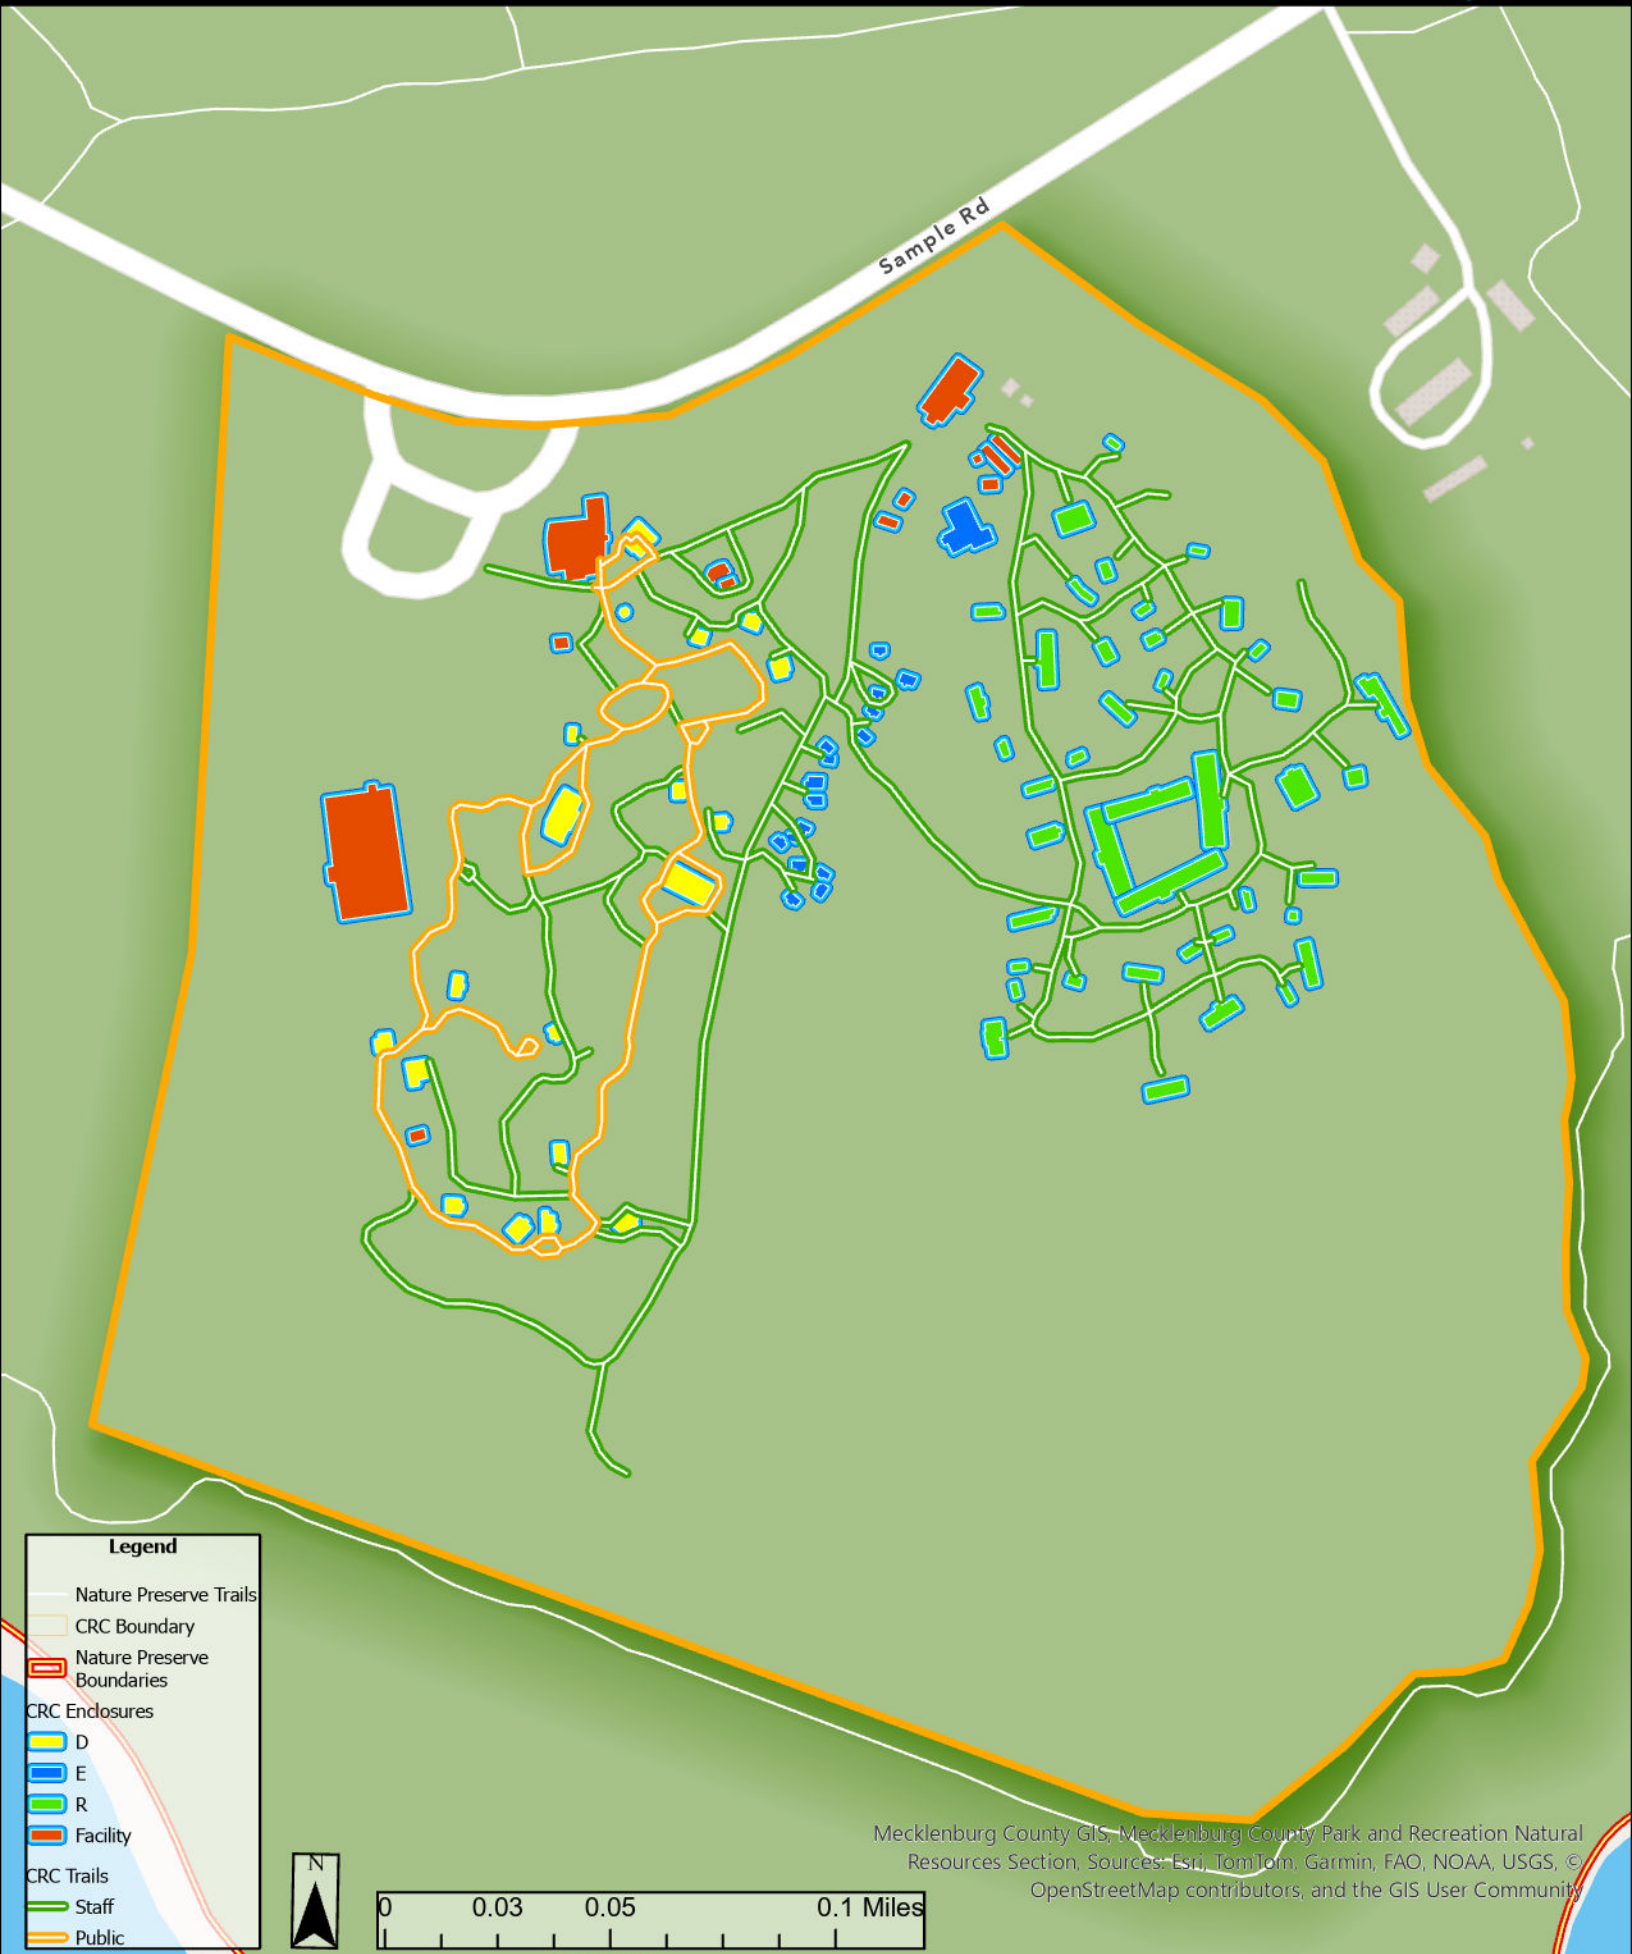 Sample Rd
Legend
Nature Preserve Trails
CRC Boundary
Nature Preserve
Boundaries
CRC Enclosures
D
E
R
Facility
CRC Trails
Staff
Public
N
0 0.03 0.05 0.1 Miles
Mecklenburg County GIS, Mecklenburg County Park and Recreation Natural
Resources Section, Sources: Esri, TomTom, Garmin, FAO, NOAA, USGS, ©
OpenStreetMap contributors, and the GIS User Community